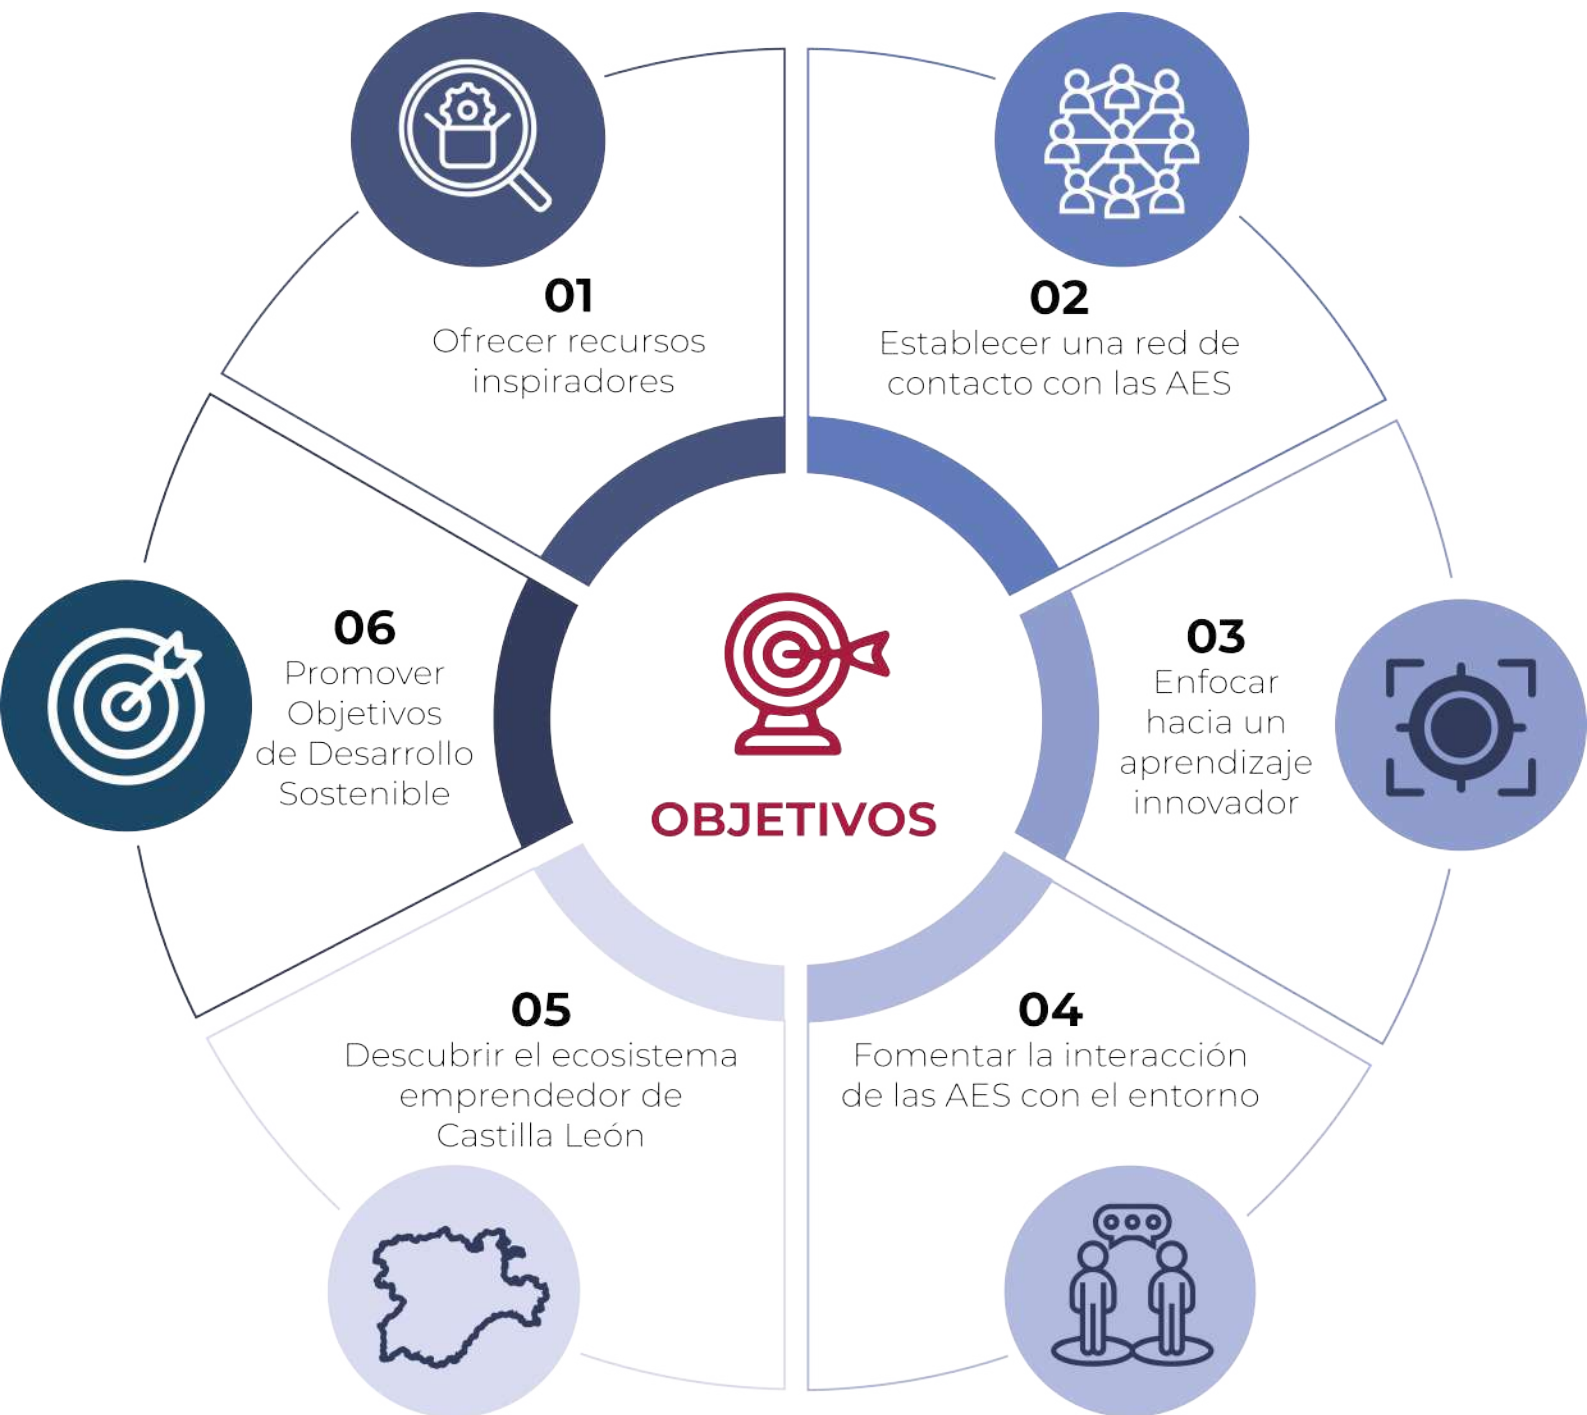 01
Ofrecer recursos
inspiradores
02
Establecer una red de
contacto con las AES
03
Enfocar
hacia un
aprendizaje
innovador
04
Fomentar la interacción
de las AES con el entorno
05
Descubrir el ecosistema
emprendedor de
Castilla León
06
Promover
Objetivos
de Desarrollo
Sostenible
OBJETIVOS